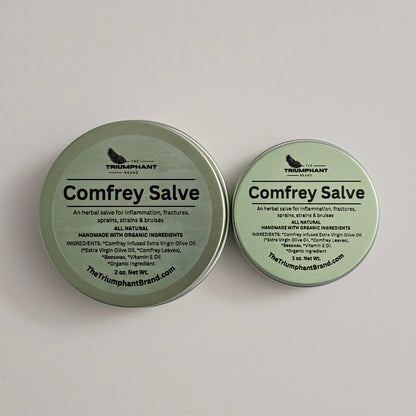 THE
TRIUMPHANT
BRAND
Comfrey Salve
An herbal salve for inflammation, fractures,
sprains, strains & bruises
ALL NATURAL
HANDMADE WITH ORGANIC INGREDIENTS
INGREDIENTS: *Comfrey Infused Extra Virgin Olive Oil
(*Extra Virgin Olive Oil, *Comfrey Leaves),
*Beeswax, *Vitamin E Oil
*Organic Ingredient
2 oz. Net Wt.
TheTriumphantBrand.com
THE
TRIUMPHANT
BRAND
Comfrey Salve
An herbal salve for inflammation, fractures,
sprains, strains & bruises
ALL NATURAL
HANDMADE WITH ORGANIC INGREDIENTS
INGREDIENTS: *Comfrey Infused Extra Virgin Olive Oil
(*Extra Virgin Olive Oil, *Comfrey Leaves),
*Beeswax, *Vitamin E Oil
*Organic Ingredient
1 oz. Net Wt.
TheTriumphantBrand.com